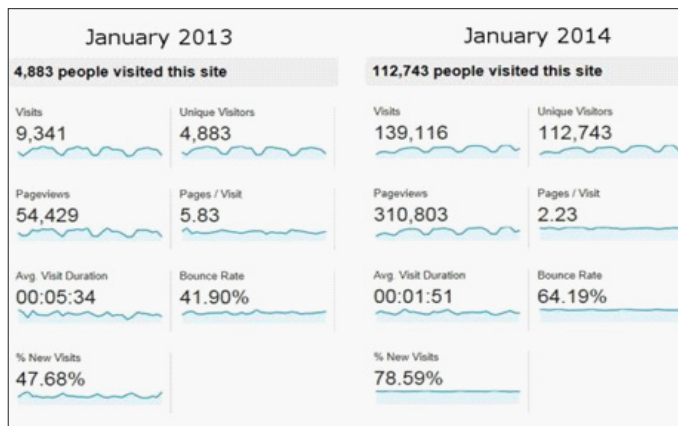 January 2013
4,883 people visited this site
Visits
9,341
Unique Visitors
4,883
Pageviews
54,429
Pages / Visit
5.83
Avg. Visit Duration
00:05:34
Bounce Rate
41.90%
% New Visits
47.68%
January 2014
112,743 people visited this site
Visits
139,116
Unique Visitors
112,743
Pageviews
310,803
Pages / Visit
2.23
Avg. Visit Duration
00:01:51
Bounce Rate
64.19%
% New Visits
78.59%